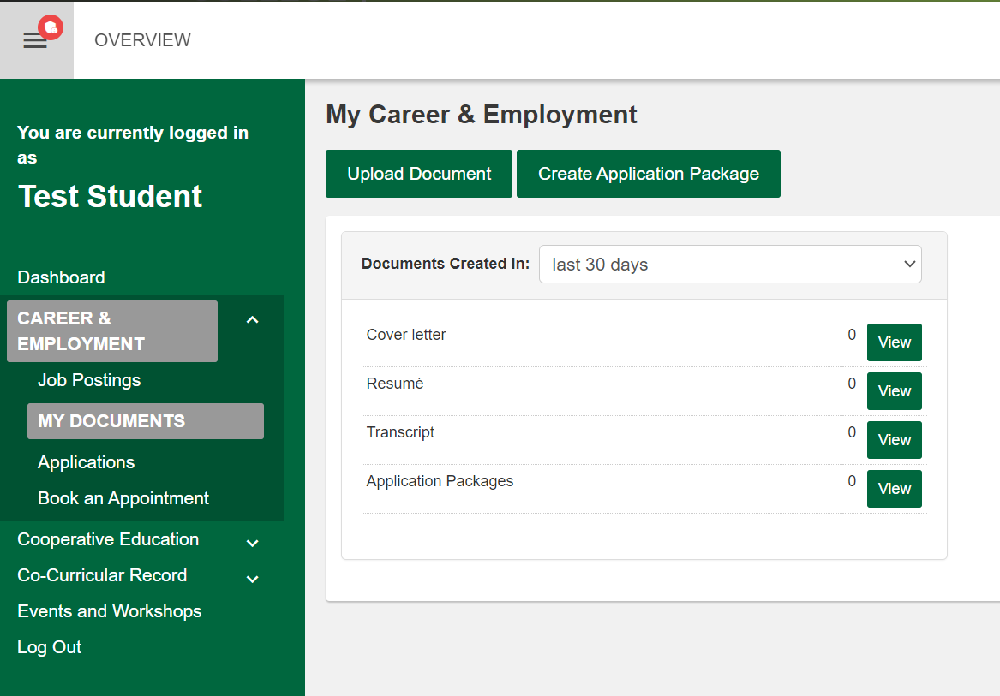 OVERVIEW
You are currently logged in
as
Test Student
Dashboard
CAREER &
EMPLOYMENT
Job Postings
MY DOCUMENTS
Applications
Book an Appointment
Cooperative Education
Co-Curricular Record
Events and Workshops
Log Out
My Career & Employment
Upload Document Create Application Package
Documents Created In: last 30 days
Cover letter 0 View
Resumé 0 View
Transcript 0 View
Application Packages 0 View